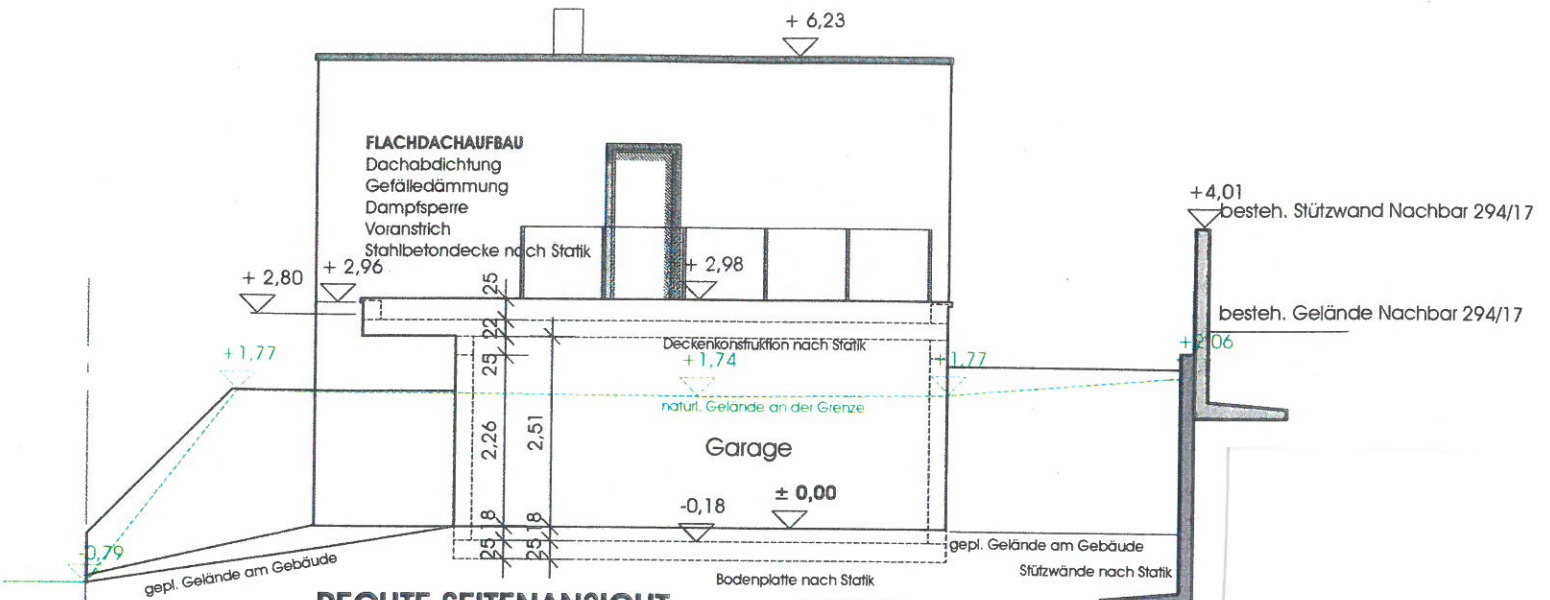 + 6,23
FLACHDACHAUFBAU
Dachabdichtung
Gefälledämmung
Dampfsperre
Voranstrich
Stahlbetondecke nach Statik
+4,01
besteh. Stützwand Nachbar 294/17
+ 2,80
+ 2,96
+ 2,98
25
22
25
besteh. Gelände Nachbar 294/17
Deckenkonstruktion nach Statik
+1,77
+1,74
+1,77
+2,06
natürl. Gelände an der Grenze
2,26
2,51
Garage
-0,18
± 0,00
18
18
25
25
-0,79
gepl. Gelände am Gebäude
gepl. Gelände am Gebäude
Stützwände nach Statik
Bodenplatte nach Statik
RECHTE SEITENANSICHT